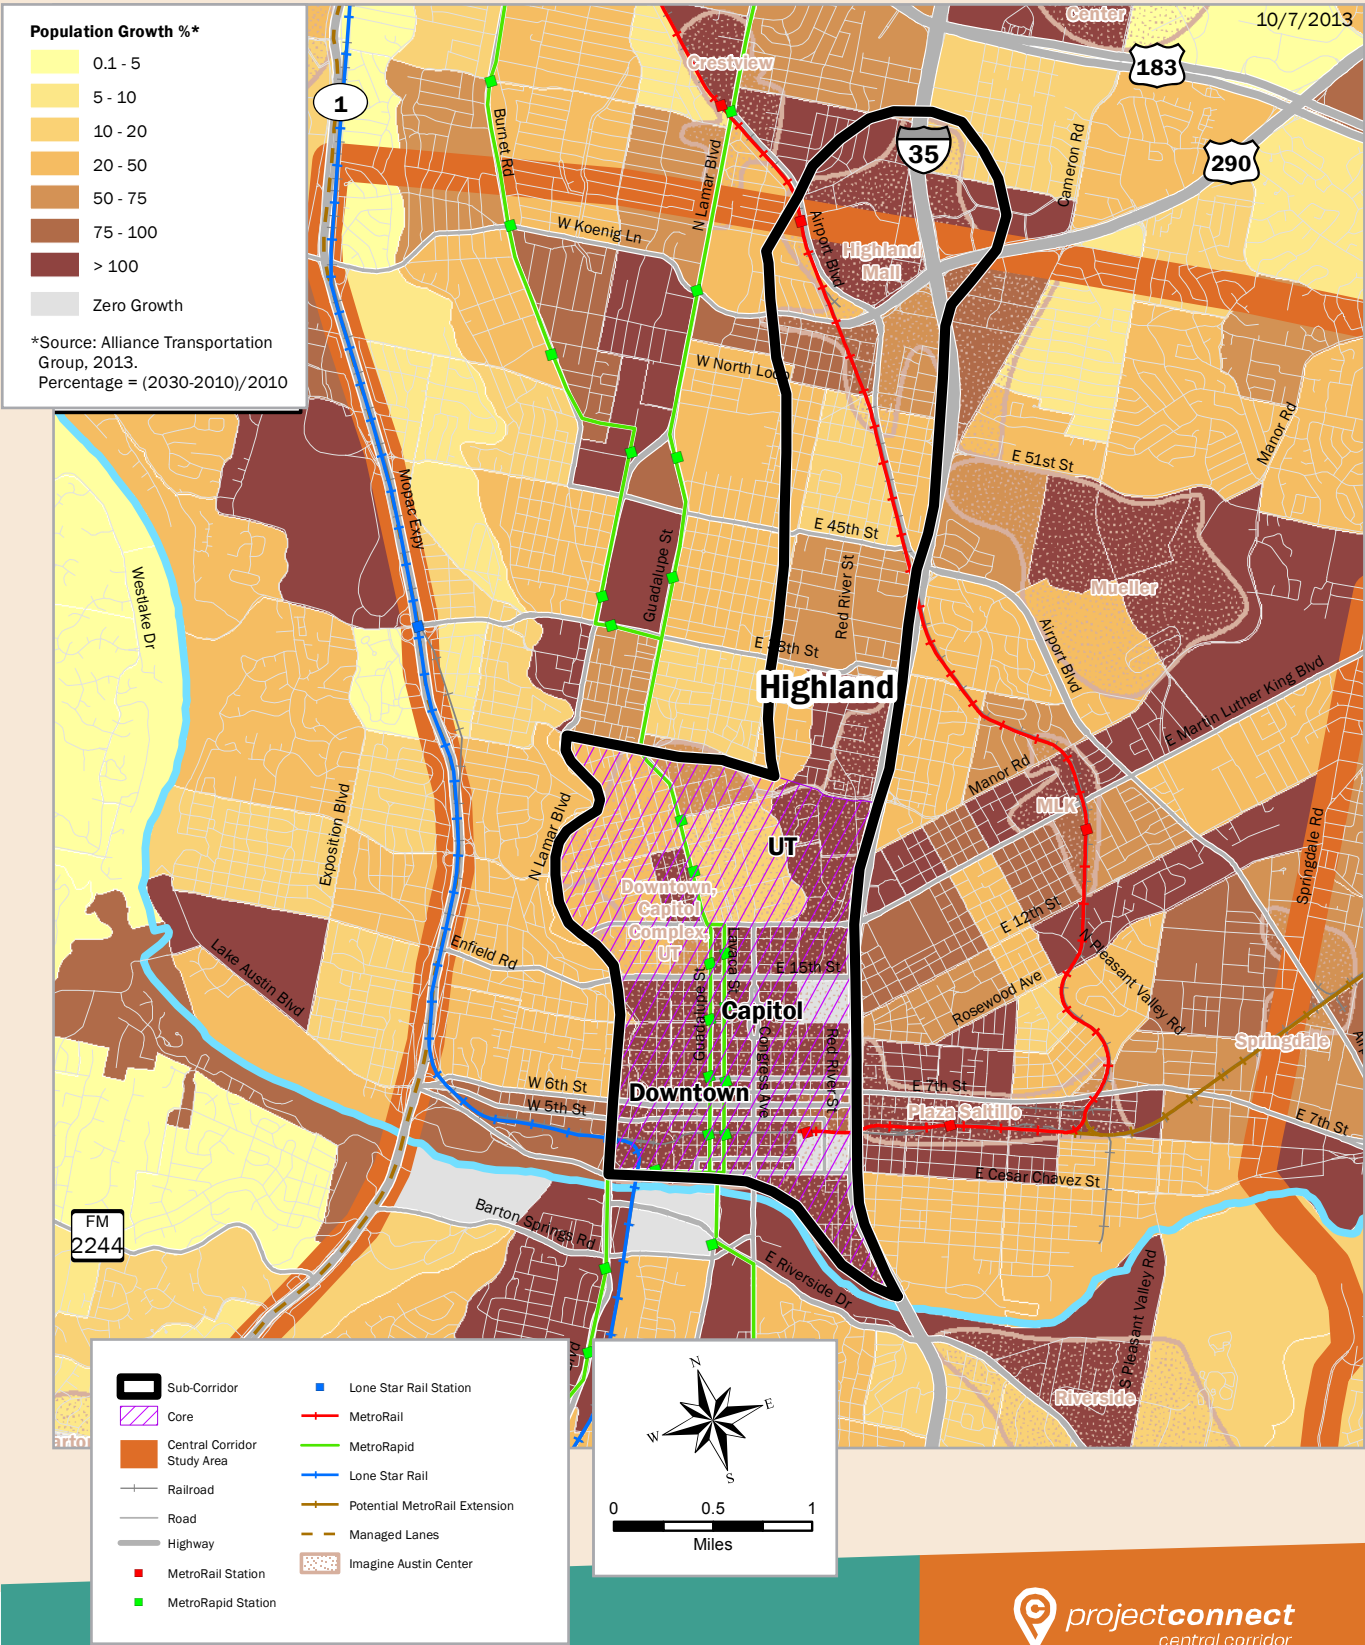 Population Growth %*
0.1 - 5
5 - 10
10 - 20
20 - 50
50 - 75
75 - 100
> 100
Zero Growth
*Source: Alliance Transportation
Group, 2013.
Percentage = (2030-2010)/2010
10/7/2013
Center
183
Crestview
1
290
35
Burnet Rd
N Lamar Blvd
Cameron Rd
W Koenig Ln
Airport Blvd
Highland
Mall
W North Loop
Manor Rd
E 51st St
Mopac Expy
E 45th St
Guadalupe St
Red River St
Westlake Dr
Mueller
Airport Blvd
E 38th St
E Martin Luther King Blvd
Highland
Manor Rd
MLK
Exposition Blvd
N Lamar Blvd
UT
Springdale Rd
Downtown,
Capitol
Complex,
UT
E 12th St
N Pleasant Valley Rd
Lake Austin Blvd
Enfield Rd
Lavaca St
E 15th St
Guadalupe St
Capitol
Rosewood Ave
Congress Ave
Red River St
Springdale
Downtown
W 6th St
W 5th St
E 7th St
Plaza Saltillo
E 7th St
E Cesar Chavez St
FM
2244
Barton Springs Rd
E Riverside Dr
S Pleasant Valley Rd
Riverside
Sub-Corridor
Core
Central Corridor
Study Area
Railroad
Road
Highway
MetroRail Station
MetroRapid Station
Lone Star Rail Station
MetroRail
MetroRapid
Lone Star Rail
Potential MetroRail Extension
Managed Lanes
Imagine Austin Center
N
E
W
S
0 0.5 1
Miles
projectconnect
central corridor